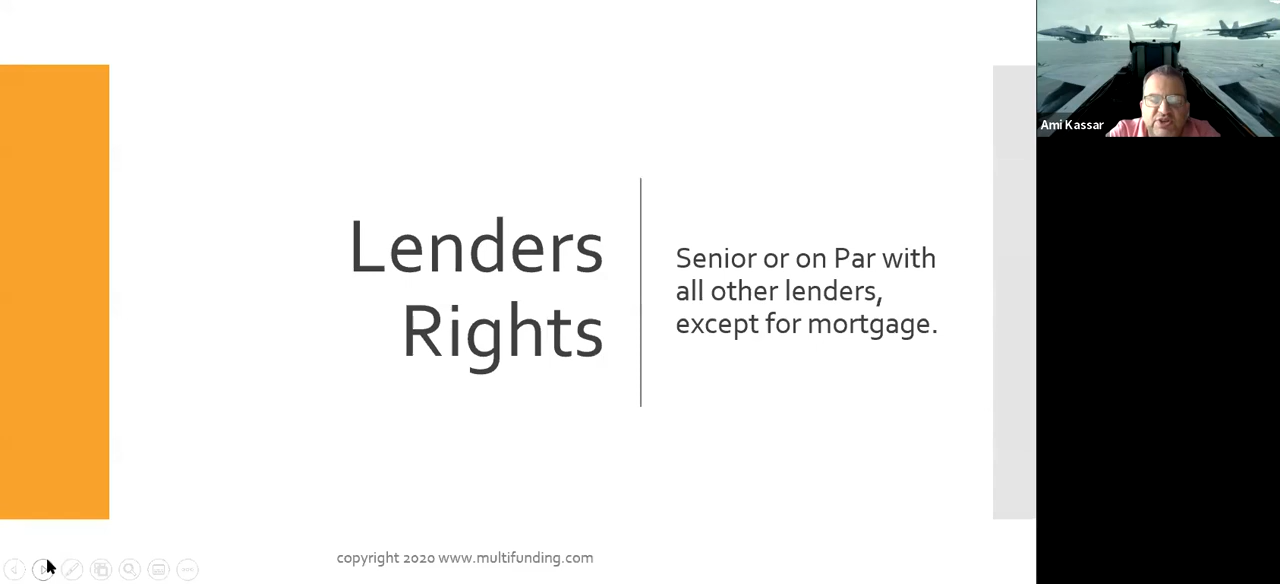 Lenders
Rights
Senior or on Par with
all other lenders,
except for mortgage.
copyright 2020 www.multifunding.com
Ami Kassar